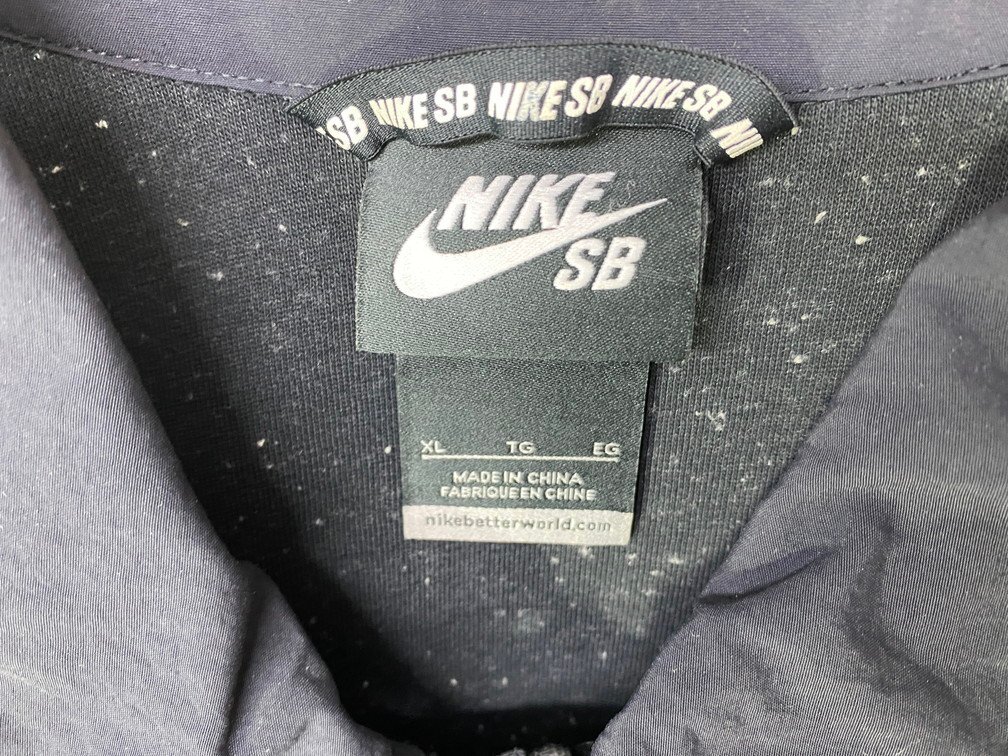 SB NIKE SB NIKE SB NIKE SB NI
NIKE
SB
XL TG EG
MADE IN CHINA
FABRIQUE EN CHINE
nikebetterworld.com